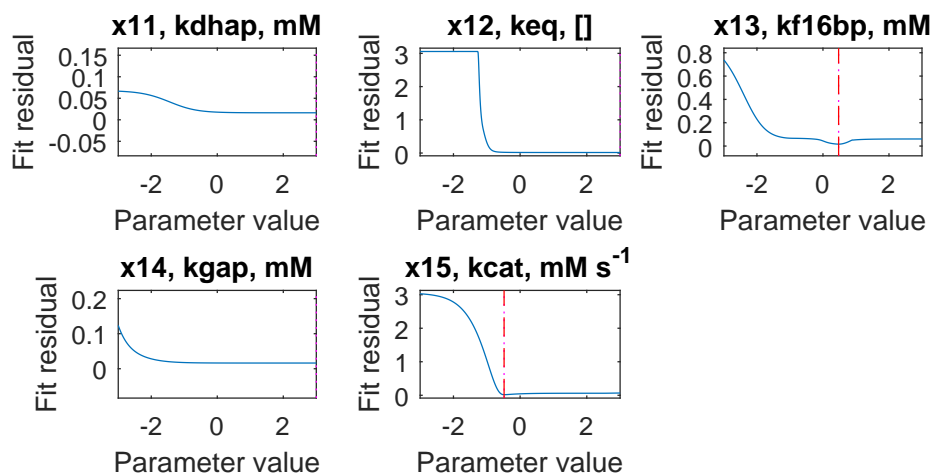 x11, kdhap, mM
x12, keq, []
x13, kf16bp, mM
Fit residual
0.15
0.1
0.05
0
-0.05
-2
0
2
Parameter value
Fit residual
3
2
1
0
-2
0
2
Parameter value
Fit residual
0.8
0.6
0.4
0.2
0
-2
0
2
Parameter value
x14, kgap, mM
x15, kcat, mM s⁻¹
Fit residual
0.2
0.1
0
-2
0
2
Parameter value
Fit residual
3
2
1
0
-2
0
2
Parameter value